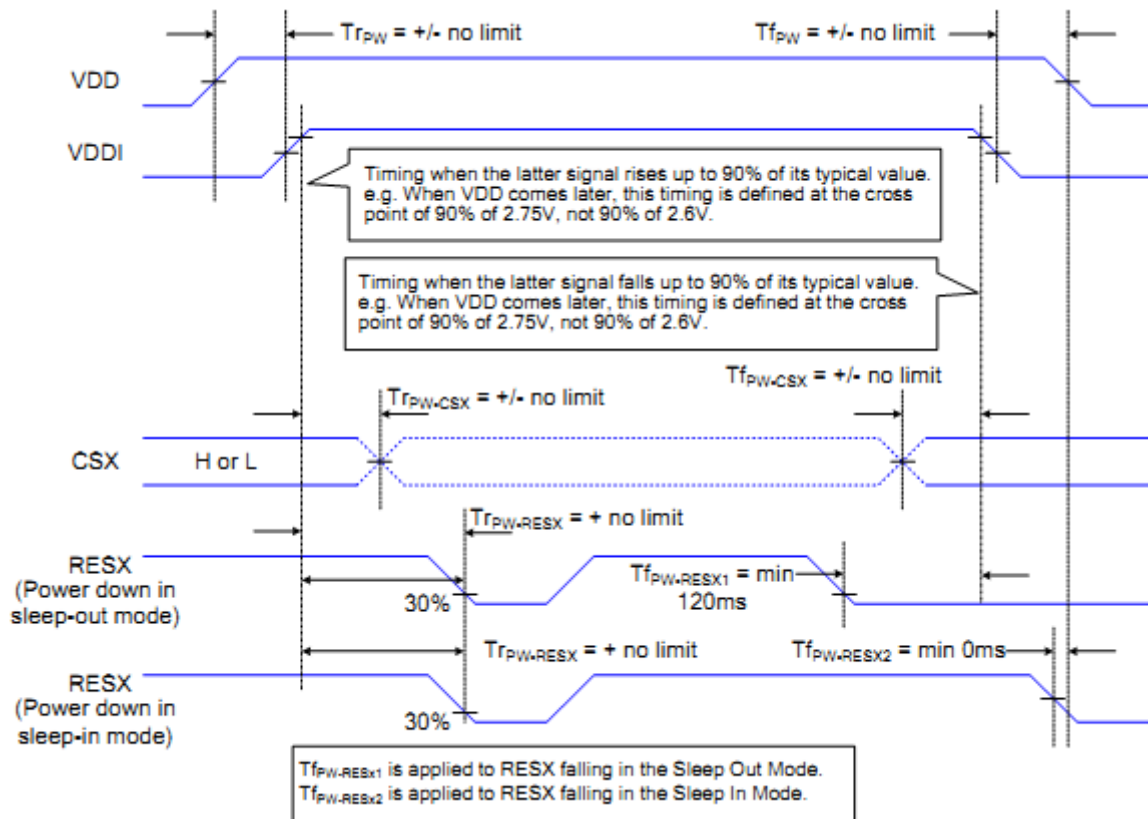 TrPW = +/- no limit
TfPW = +/- no limit
VDD
VDDI
Timing when the latter signal rises up to 90% of its typical value.
e.g. When VDD comes later, this timing is defined at the cross
point of 90% of 2.75V, not 90% of 2.6V.
Timing when the latter signal falls up to 90% of its typical value.
e.g. When VDD comes later, this timing is defined at the cross
point of 90% of 2.75V, not 90% of 2.6V.
TrPW-CSX = +/- no limit
TfPW-CSX = +/- no limit
CSX
H or L
TrPW-RESX = + no limit
RESX
(Power down in
sleep-out mode)
30%
TfPW-RESX1 = min
120ms
TrPW-RESX = + no limit
TfPW-RESX2 = min 0ms
RESX
(Power down in
sleep-in mode)
30%
TfPW-RESx1 is applied to RESX falling in the Sleep Out Mode.
TfPW-RESx2 is applied to RESX falling in the Sleep In Mode.